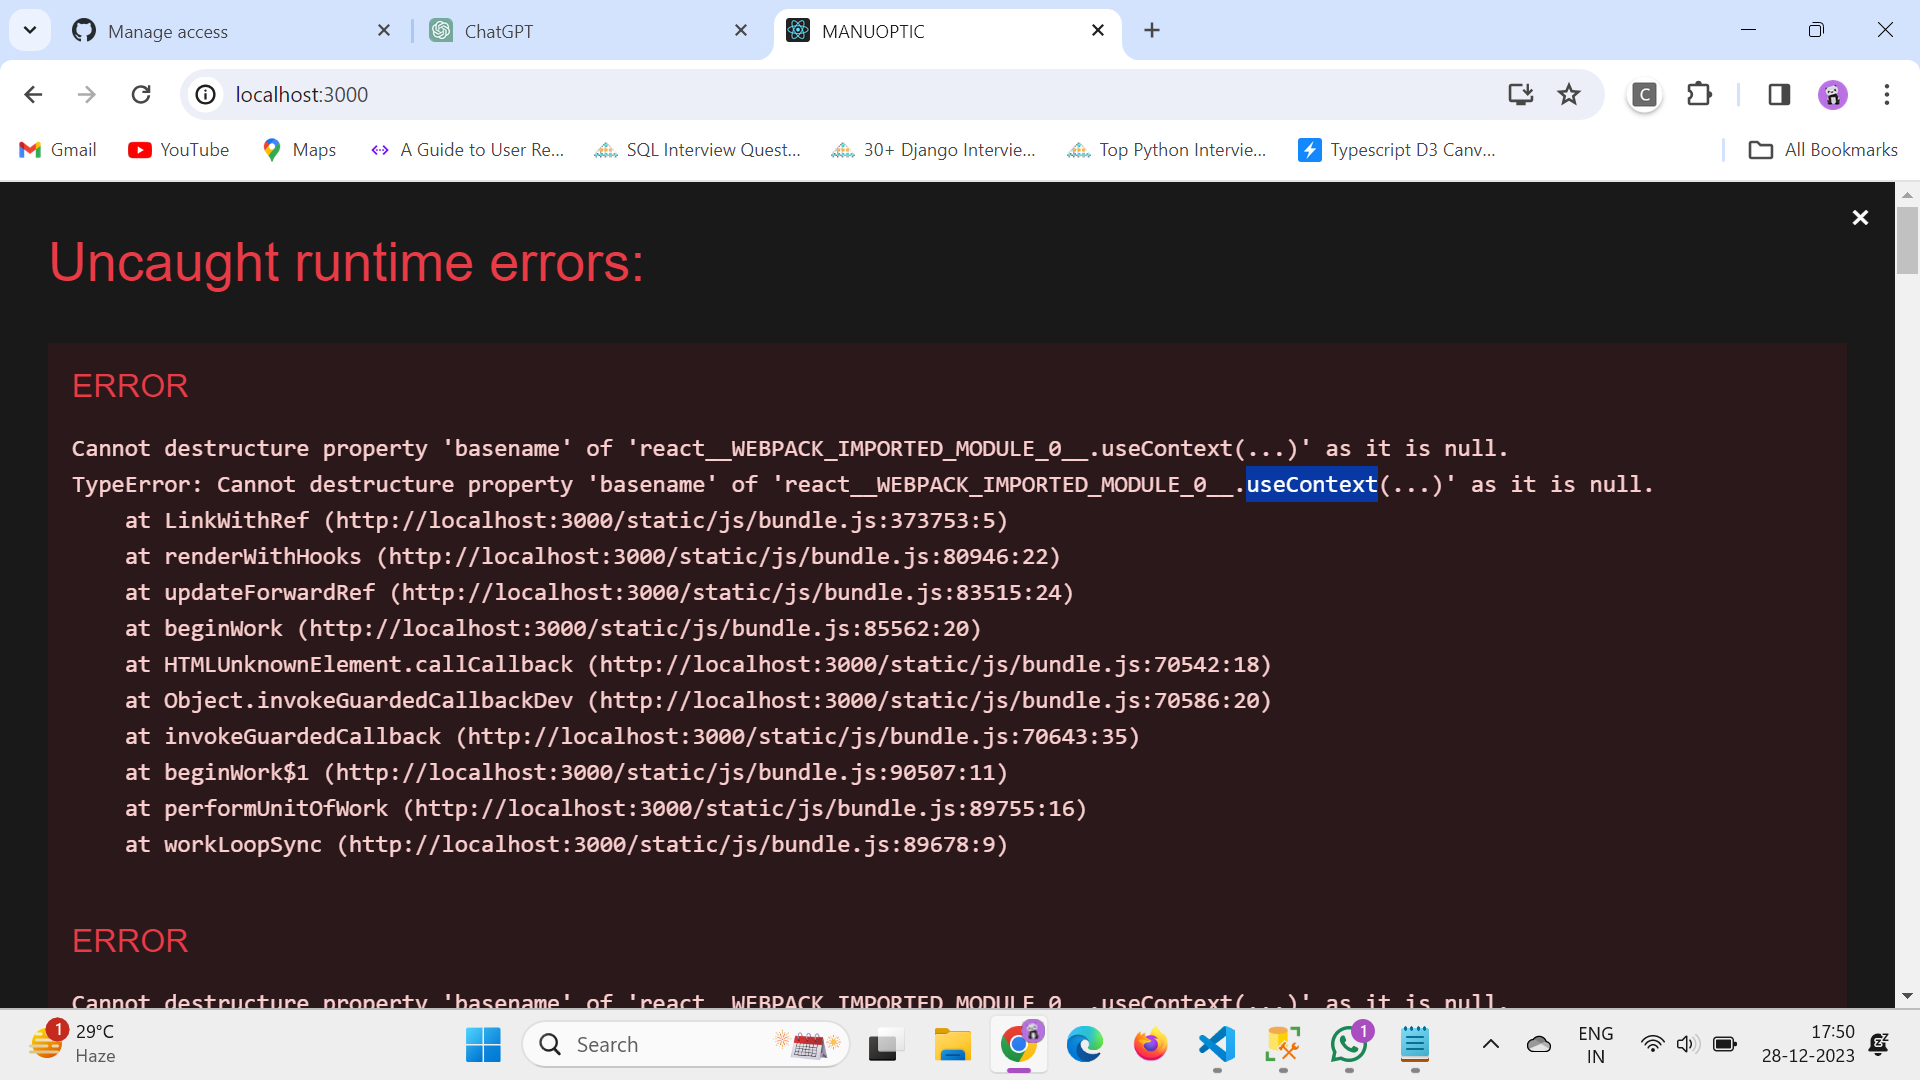 Manage access
ChatGPT
MANUOPTIC
localhost:3000
C
Gmail
YouTube
Maps
A Guide to User Re...
SQL Interview Quest...
30+ Django Intervie...
Top Python Intervie...
Typescript D3 Canv...
All Bookmarks
Uncaught runtime errors:
ERROR
Cannot destructure property 'basename' of 'react__WEBPACK_IMPORTED_MODULE_0__.useContext(...)' as it is null.
TypeError: Cannot destructure property 'basename' of 'react__WEBPACK_IMPORTED_MODULE_0__.useContext(...)' as it is null.
at LinkWithRef (http://localhost:3000/static/js/bundle.js:373753:5)
at renderWithHooks (http://localhost:3000/static/js/bundle.js:80946:22)
at updateForwardRef (http://localhost:3000/static/js/bundle.js:83515:24)
at beginWork (http://localhost:3000/static/js/bundle.js:85562:20)
at HTMLUnknownElement.callCallback (http://localhost:3000/static/js/bundle.js:70542:18)
at Object.invokeGuardedCallbackDev (http://localhost:3000/static/js/bundle.js:70586:20)
at invokeGuardedCallback (http://localhost:3000/static/js/bundle.js:70643:35)
at beginWork$1 (http://localhost:3000/static/js/bundle.js:90507:11)
at performUnitOfWork (http://localhost:3000/static/js/bundle.js:89755:16)
at workLoopSync (http://localhost:3000/static/js/bundle.js:89678:9)
ERROR
Cannot destructure property 'basename' of 'react__WEBPACK_IMPORTED_MODULE_0__.useContext(...)' as it is null.
1
29°C
Haze
Search
1
ENG
IN
17:50
28-12-2023